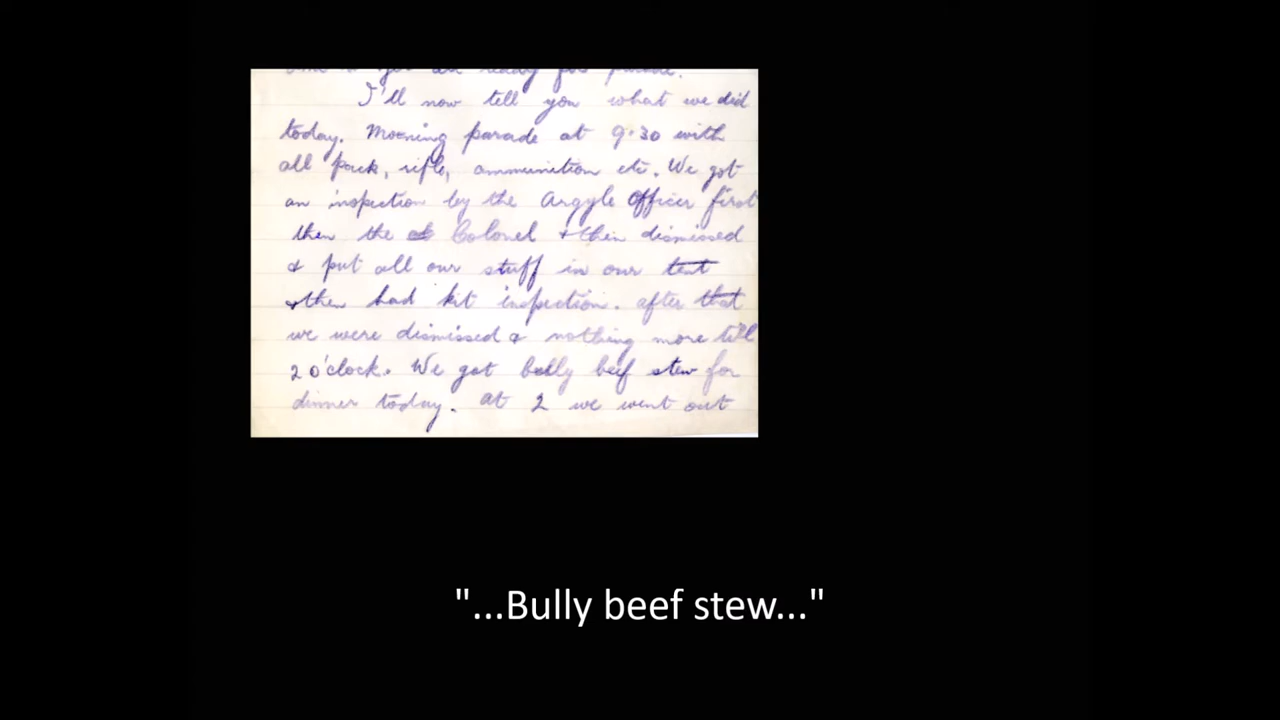 ready for parade.
I'll now tell you what we did
today. Morning parade at 9.30 with
all pack, rifle, ammunition etc. We got
an inspection by the Argyle Officer first
then the Colonel & then dismissed
& put all our stuff in our tent
& then had kit inspection. After that
we were dismissed & nothing more till
2 o'clock. We got bully beef stew for
dinner today. At 2 we went out
"...Bully beef stew..."